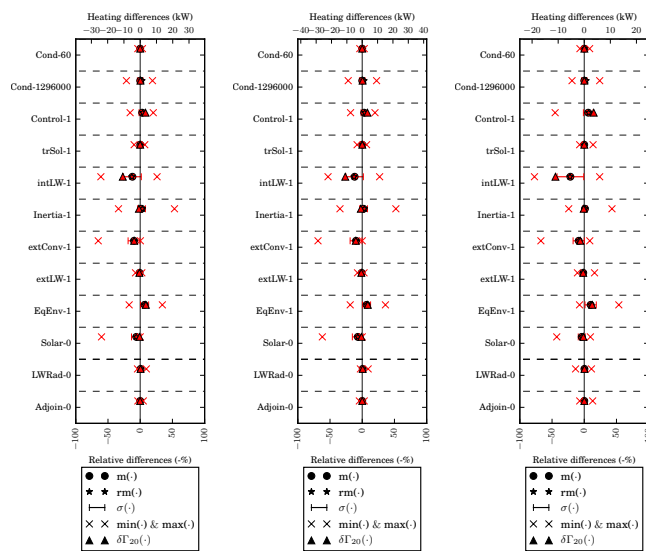 Heating differences (kW)
−30 −20 −10 0 10 20 30
Cond-60
Cond-1296000
Control-1
trSol-1
intLW-1
Inertia-1
extConv-1
extLW-1
EqEnv-1
Solar-0
LWRad-0
Adjoin-0
−100 −50 0 50 100
Relative differences (-%)
m(·)
rm(·)
σ(·)
min(·) & max(·)
δΓ₂₀(·)
Heating differences (kW)
−40 −30 −20 −10 0 10 20 30 40
Cond-60
Cond-1296000
Control-1
trSol-1
intLW-1
Inertia-1
extConv-1
extLW-1
EqEnv-1
Solar-0
LWRad-0
Adjoin-0
−100 −50 0 50 100
Relative differences (-%)
m(·)
rm(·)
σ(·)
min(·) & max(·)
δΓ₂₀(·)
Heating differences (kW)
−20 −10 0 10 20
Cond-60
Cond-1296000
Control-1
trSol-1
intLW-1
Inertia-1
extConv-1
extLW-1
EqEnv-1
Solar-0
LWRad-0
Adjoin-0
−100 −50 0 50 100
Relative differences (-%)
m(·)
rm(·)
σ(·)
min(·) & max(·)
δΓ₂₀(·)